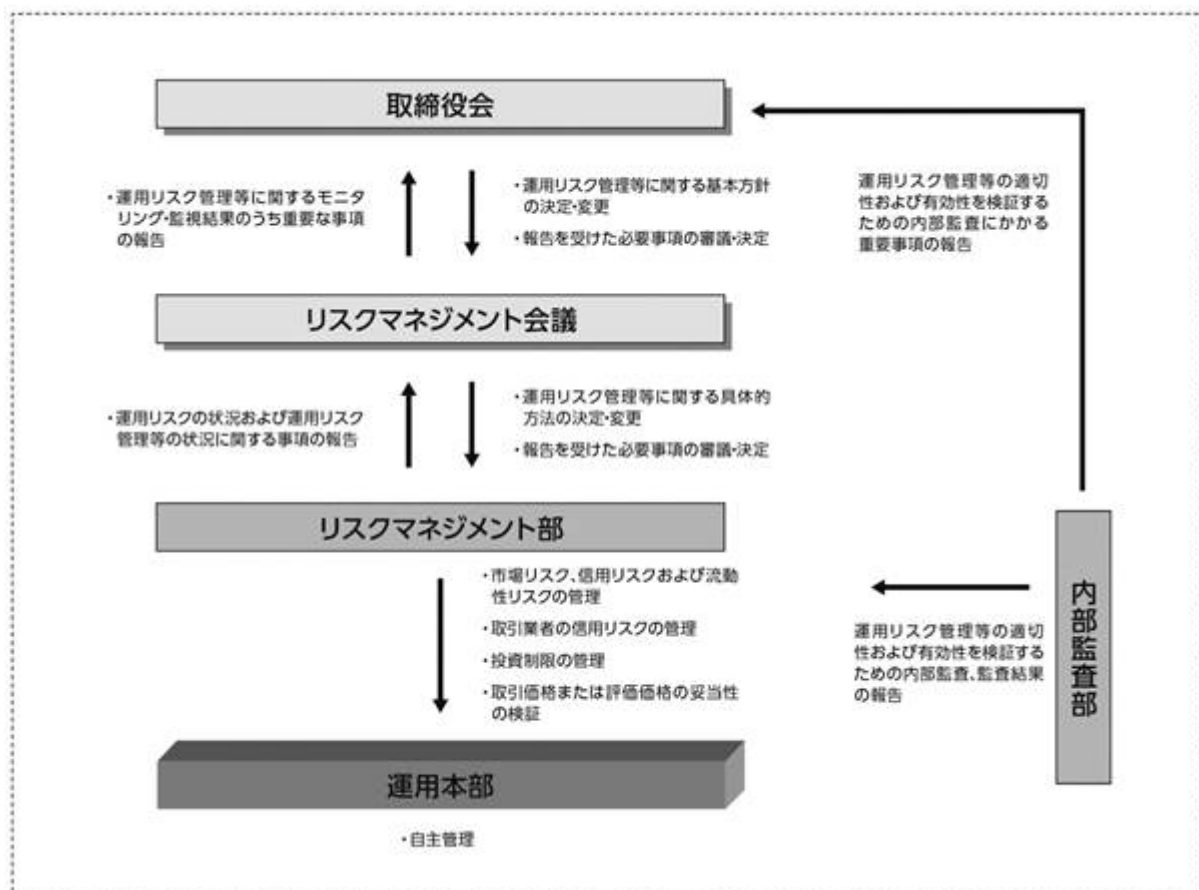 取締役会
・運用リスク管理等に関するモニタ
リング・監視結果のうち重要な事項
の報告
・運用リスク管理等に関する基本方針
の決定・変更
・報告を受けた必要事項の審議・決定
運用リスク管理等の適切
性および有効性を検証する
ための内部監査にかかる
重要事項の報告
リスクマネジメント会議
・運用リスクの状況および運用リスク
管理等の状況に関する事項の報告
・運用リスク管理等に関する具体的
方法の決定・変更
・報告を受けた必要事項の審議・決定
リスクマネジメント部
・市場リスク、信用リスクおよび流動
性リスクの管理
・取引業者の信用リスクの管理
・投資制限の管理
・取引価格または評価価格の妥当性
の検証
運用リスク管理等の適切
性および有効性を検証する
ための内部監査、監査結果
の報告
内部監査部
運用本部
・自主管理